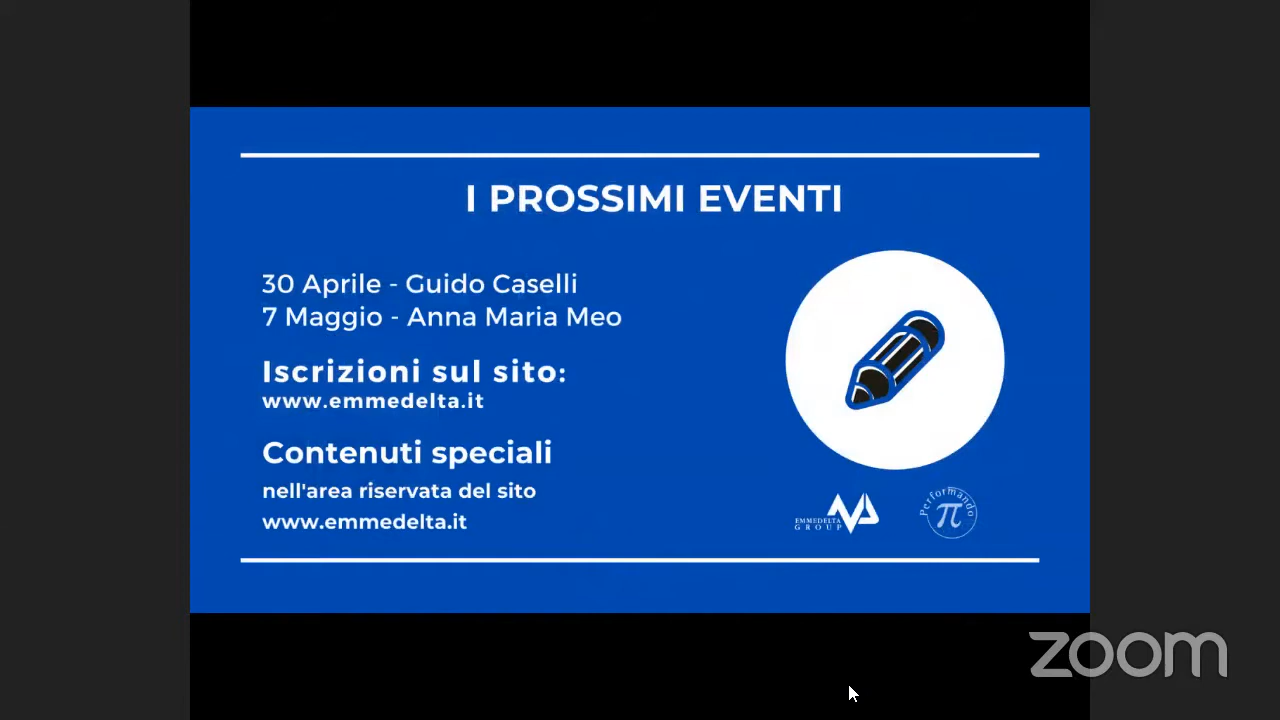 I PROSSIMI EVENTI
30 Aprile - Guido Caselli
7 Maggio - Anna Maria Meo
Iscrizioni sul sito:
www.emmedelta.it
Contenuti speciali
nell'area riservata del sito
www.emmedelta.it
EMMEDELTA
GROUP
Performando
π
zoom